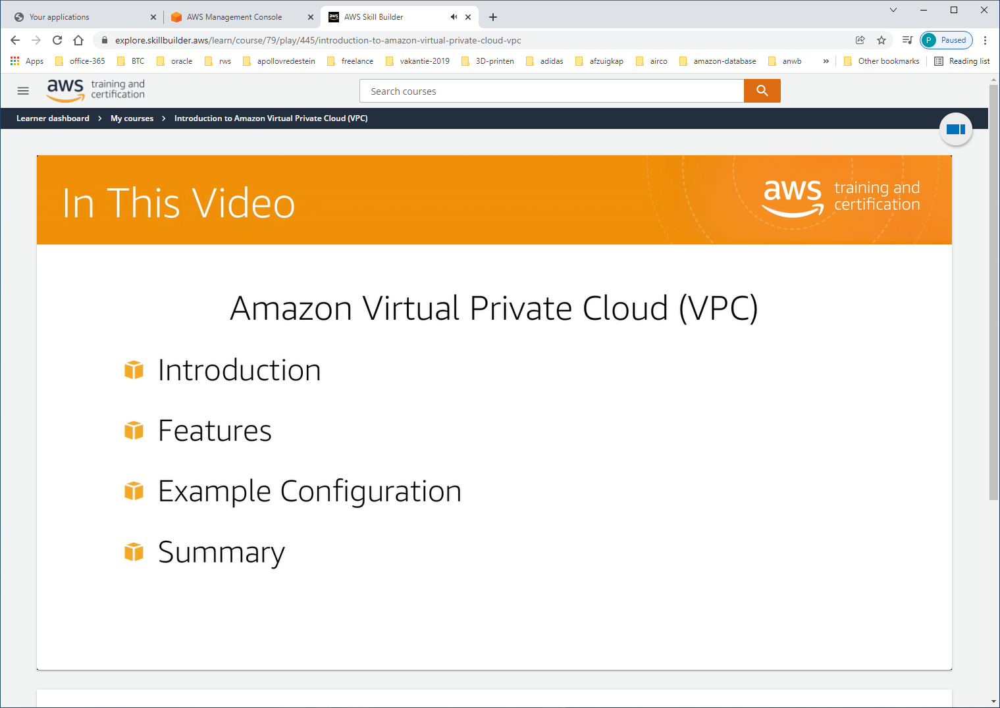 Your applications
AWS Management Console
aws
AWS Skill Builder
explore.skillbuilder.aws/learn/course/79/play/445/introduction-to-amazon-virtual-private-cloud-vpc
P Paused
Apps office-365 BTC oracle rws apollovredestein freelance vakantie-2019 3D-printen adidas afzuigkap airco amazon-database anwb » Other bookmarks Reading list
aws training and certification
Search courses
Learner dashboard > My courses > Introduction to Amazon Virtual Private Cloud (VPC)
In This Video
aws training and certification
Amazon Virtual Private Cloud (VPC)
Introduction
Features
Example Configuration
Summary